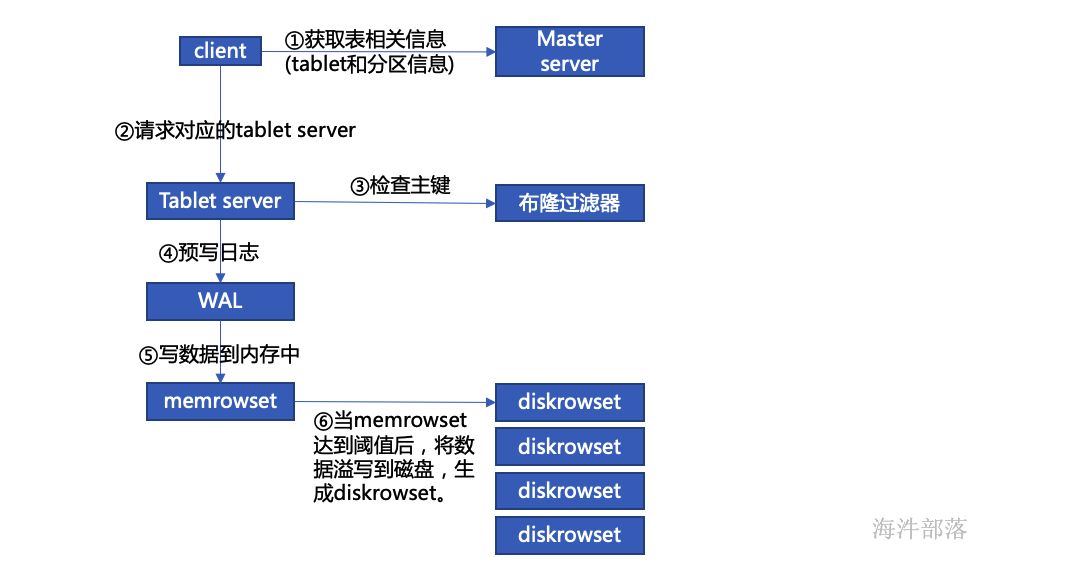 client
①获取表相关信息
(tablet和分区信息)
Master
server
②请求对应的tablet server
Tablet server
③检查主键
布隆过滤器
④预写日志
WAL
⑤写数据到内存中
memrowset
⑥当memrowset
达到阈值后，将数
据溢写到磁盘，生
成diskrowset。
diskrowset
diskrowset
diskrowset
diskrowset
海汼部落